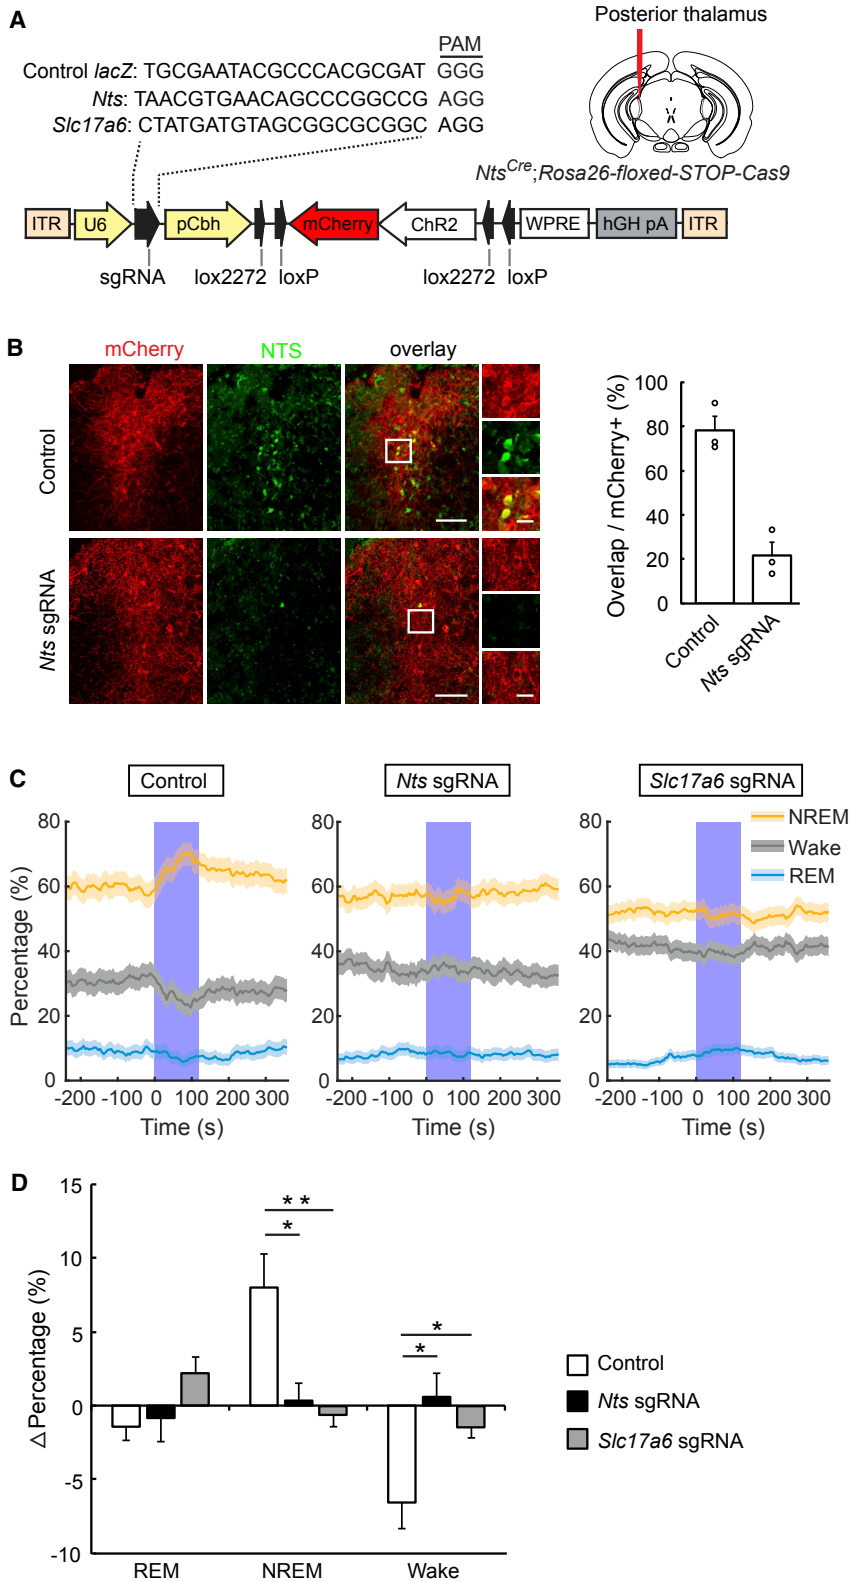 A
Posterior thalamus
PAM
Control lacZ: TGCGAATACGCCCACGCGAT GGG
Nts: TAACGTGAACAGCCCGGCCG AGG
Slc17a6: CTATGATGTAGCGGCGCGGC AGG
NtsCre;Rosa26-floxed-STOP-Cas9
ITR U6 pCbh mCherry ChR2 WPRE hGH pA ITR
sgRNA lox2272 loxP lox2272 loxP
B
mCherry NTS overlay
Control
Nts sgRNA
Overlap / mCherry+ (%)
100
80
60
40
20
0
Control
Nts sgRNA
C
Control Nts sgRNA Slc17a6 sgRNA
Percentage (%)
80
60
40
20
0
-200 -100 0 100 200 300
Time (s)
80
60
40
20
0
-200 -100 0 100 200 300
Time (s)
80
60
40
20
0
-200 -100 0 100 200 300
Time (s)
NREM
Wake
REM
D
Δ Percentage (%)
15
10
5
0
-5
-10
* *
*
*
*
REM NREM Wake
Control
Nts sgRNA
Slc17a6 sgRNA